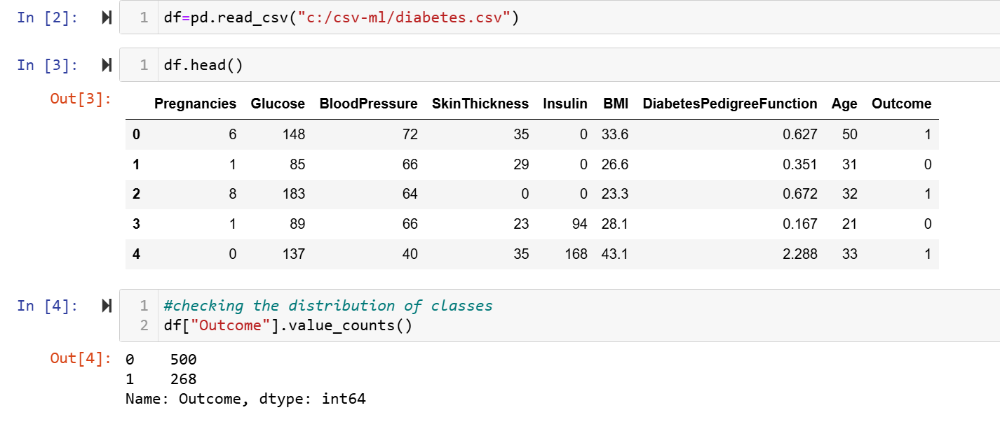 In [2]: 1 df=pd.read_csv("c:/csv-ml/diabetes.csv")
In [3]: 1 df.head()
Out[3]:
Pregnancies Glucose BloodPressure SkinThickness Insulin BMI DiabetesPedigreeFunction Age Outcome
0 6 148 72 35 0 33.6 0.627 50 1
1 1 85 66 29 0 26.6 0.351 31 0
2 8 183 64 0 0 23.3 0.672 32 1
3 1 89 66 23 94 28.1 0.167 21 0
4 0 137 40 35 168 43.1 2.288 33 1
In [4]: 1 #checking the distribution of classes
2 df["Outcome"].value_counts()
Out[4]: 0 500
1 268
Name: Outcome, dtype: int64